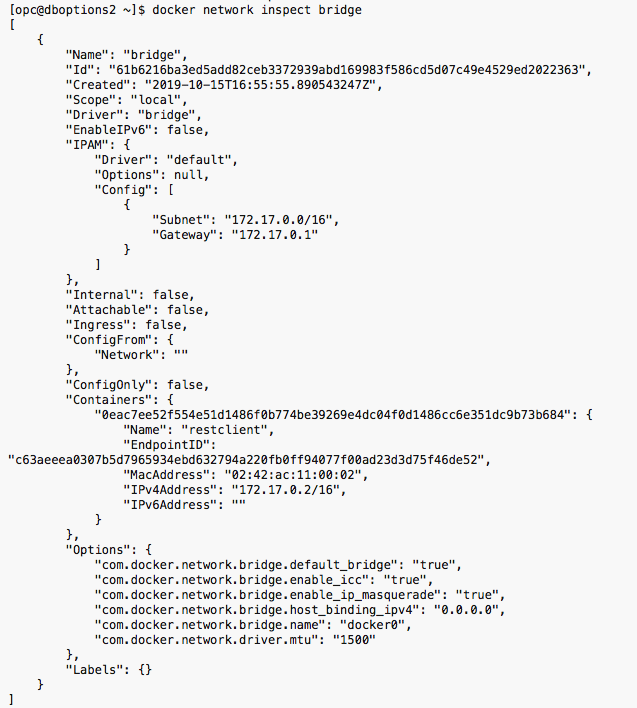 [opc@dboptions2 ~]$ docker network inspect bridge
[
    {
        "Name": "bridge",
        "Id": "61b6216ba3ed5add82ceb3372939abd169983f586cd5d07c49e4529ed2022363",
        "Created": "2019-10-15T16:55:55.890543247Z",
        "Scope": "local",
        "Driver": "bridge",
        "EnableIPv6": false,
        "IPAM": {
            "Driver": "default",
            "Options": null,
            "Config": [
                {
                    "Subnet": "172.17.0.0/16",
                    "Gateway": "172.17.0.1"
                }
            ]
        },
        "Internal": false,
        "Attachable": false,
        "Ingress": false,
        "ConfigFrom": {
            "Network": ""
        },
        "ConfigOnly": false,
        "Containers": {
            "0eac7ee52f554e51d1486f0b774be39269e4dc04f0d1486cc6e351dc9b73b684": {
                "Name": "restclient",
                "EndpointID":
"c63aeeea0307b5d7965934ebd632794a220fb0ff94077f00ad23d3d75f46de52",
                "MacAddress": "02:42:ac:11:00:02",
                "IPv4Address": "172.17.0.2/16",
                "IPv6Address": ""
            }
        },
        "Options": {
            "com.docker.network.bridge.default_bridge": "true",
            "com.docker.network.bridge.enable_icc": "true",
            "com.docker.network.bridge.enable_ip_masquerade": "true",
            "com.docker.network.bridge.host_binding_ipv4": "0.0.0.0",
            "com.docker.network.bridge.name": "docker0",
            "com.docker.network.driver.mtu": "1500"
        },
        "Labels": {}
    }
]